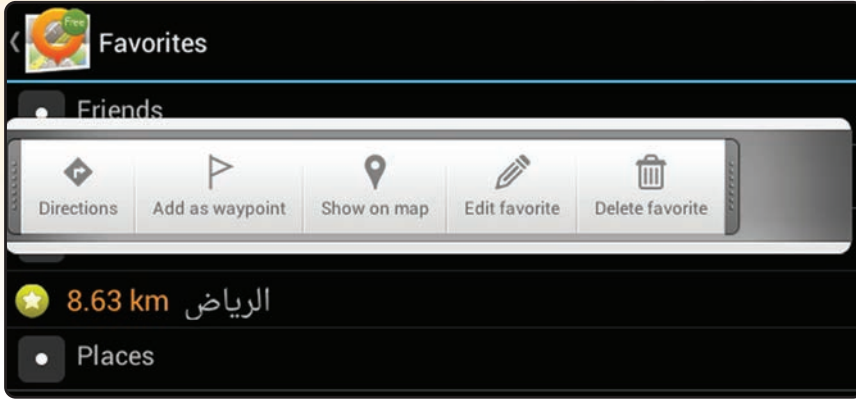 Free
Favorites
Friends
Directions Add as waypoint Show on map Edit favorite Delete favorite
8.63 km الرياض
Places